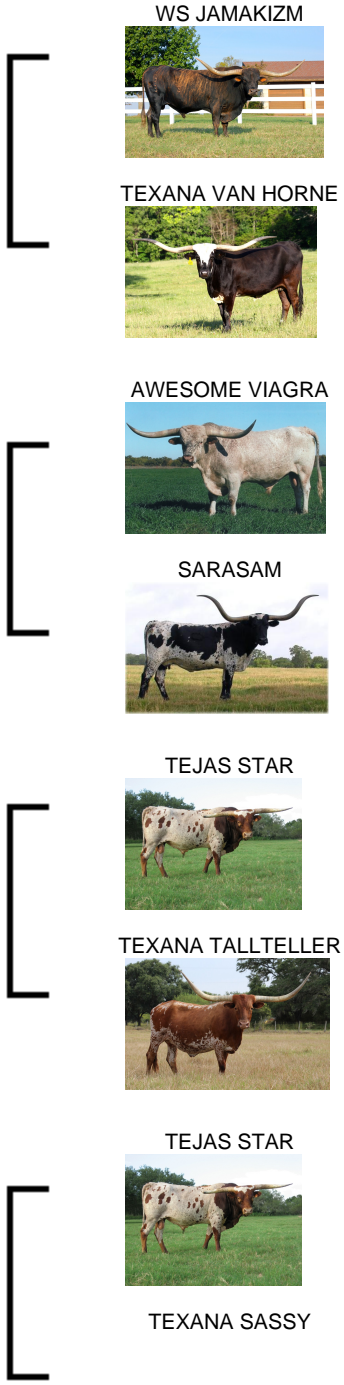 WS JAMAKIZM
TEXANA VAN HORNE
AWESOME VIAGRA
SARASAM
TEJAS STAR
TEXANA TALLTELLER
TEJAS STAR
TEXANA SASSY